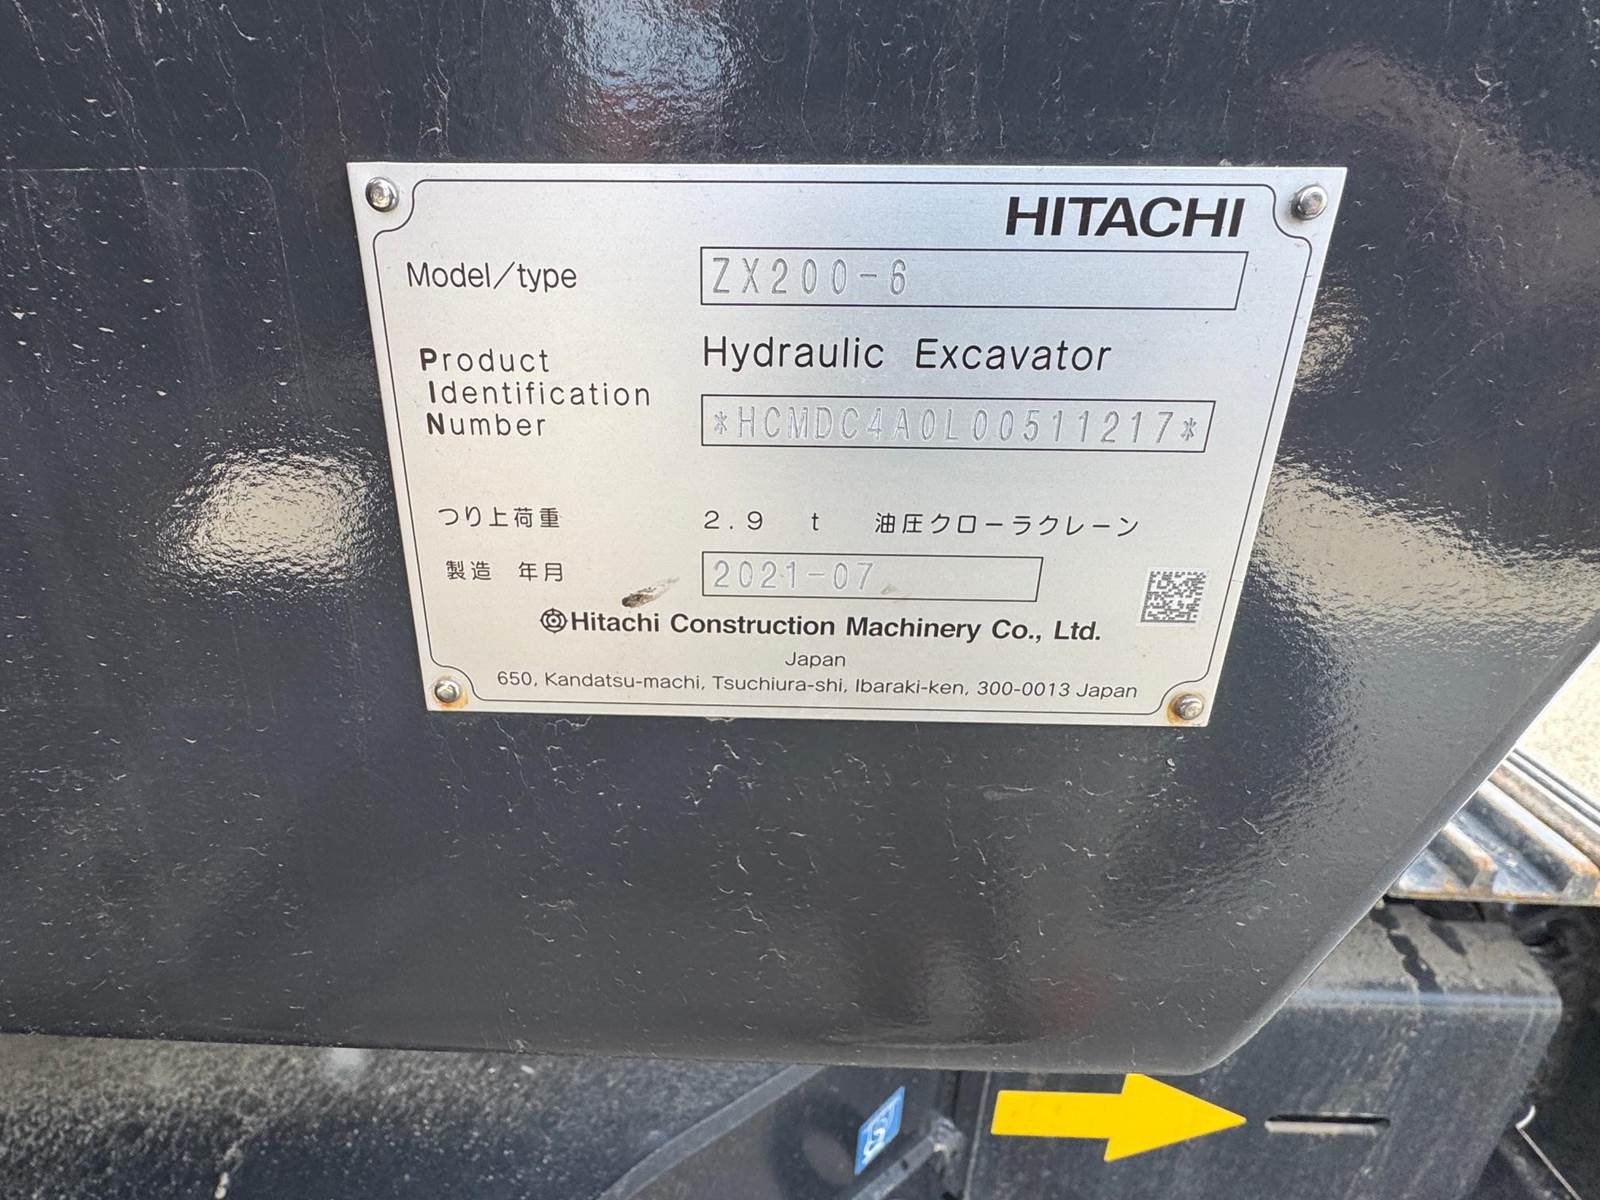 HITACHI
Model/type ZX200-6
Hydraulic Excavator
Product
Identification
Number *HCMDC4A0L00511217*
つり上荷重 2.9 t 油圧クローラクレーン
製造 年月 2021-07
Hitachi Construction Machinery Co., Ltd.
Japan
650, Kandatsu-machi, Tsuchiura-shi, Ibaraki-ken, 300-0013 Japan